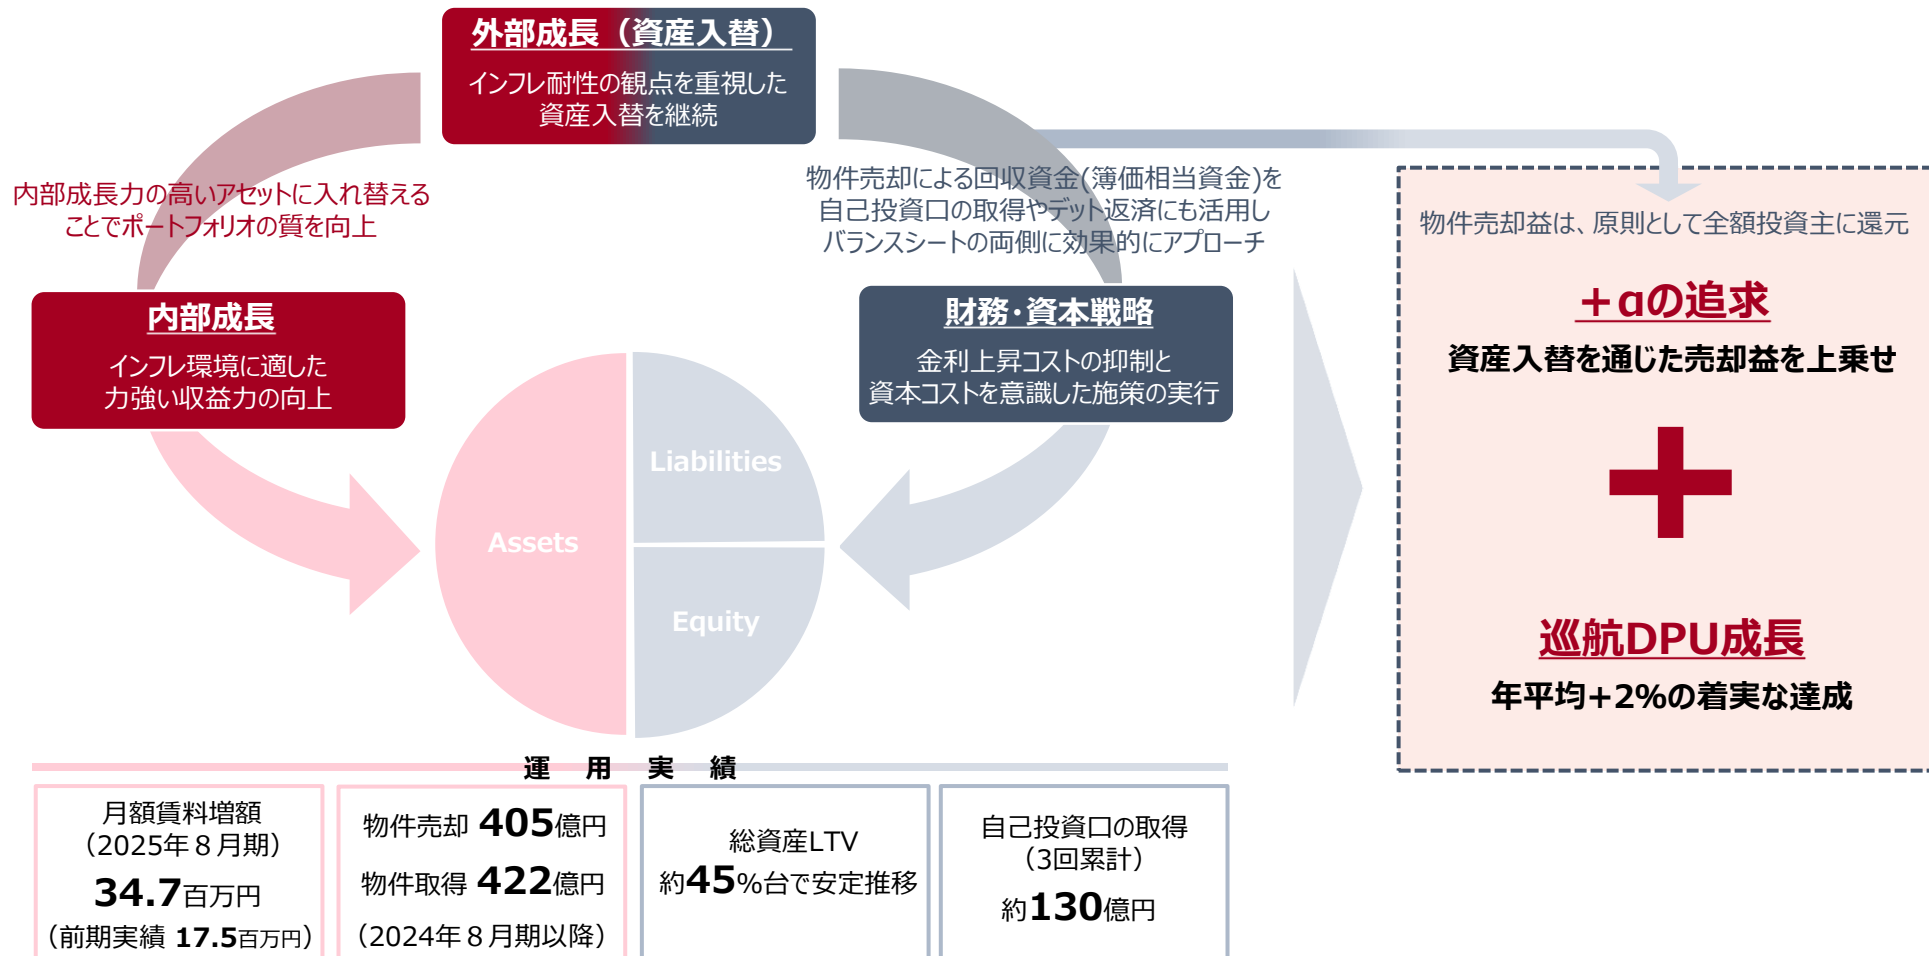 外部成長（資産入替）
インフレ耐性の観点を重視した
資産入替を継続
内部成長力の高いアセットに入れ替える
ことでポートフォリオの質を向上
物件売却による回収資金(簿価相当資金)を
自己投資口の取得やデット返済にも活用し
バランスシートの両側に効果的にアプローチ
内部成長
インフレ環境に適した
力強い収益力の向上
財務・資本戦略
金利上昇コストの抑制と
資本コストを意識した施策の実行
Assets
Liabilities
Equity
物件売却益は、原則として全額投資主に還元
＋αの追求
資産入替を通じた売却益を上乗せ
+
巡航DPU成長
年平均+2%の着実な達成
運用実績
月額賃料増額
（2025年８月期）
34.7百万円
（前期実績 17.5百万円）
物件売却 405億円
物件取得 422億円
（2024年８月期以降）
総資産LTV
約45%台で安定推移
自己投資口の取得
（3回累計）
約130億円